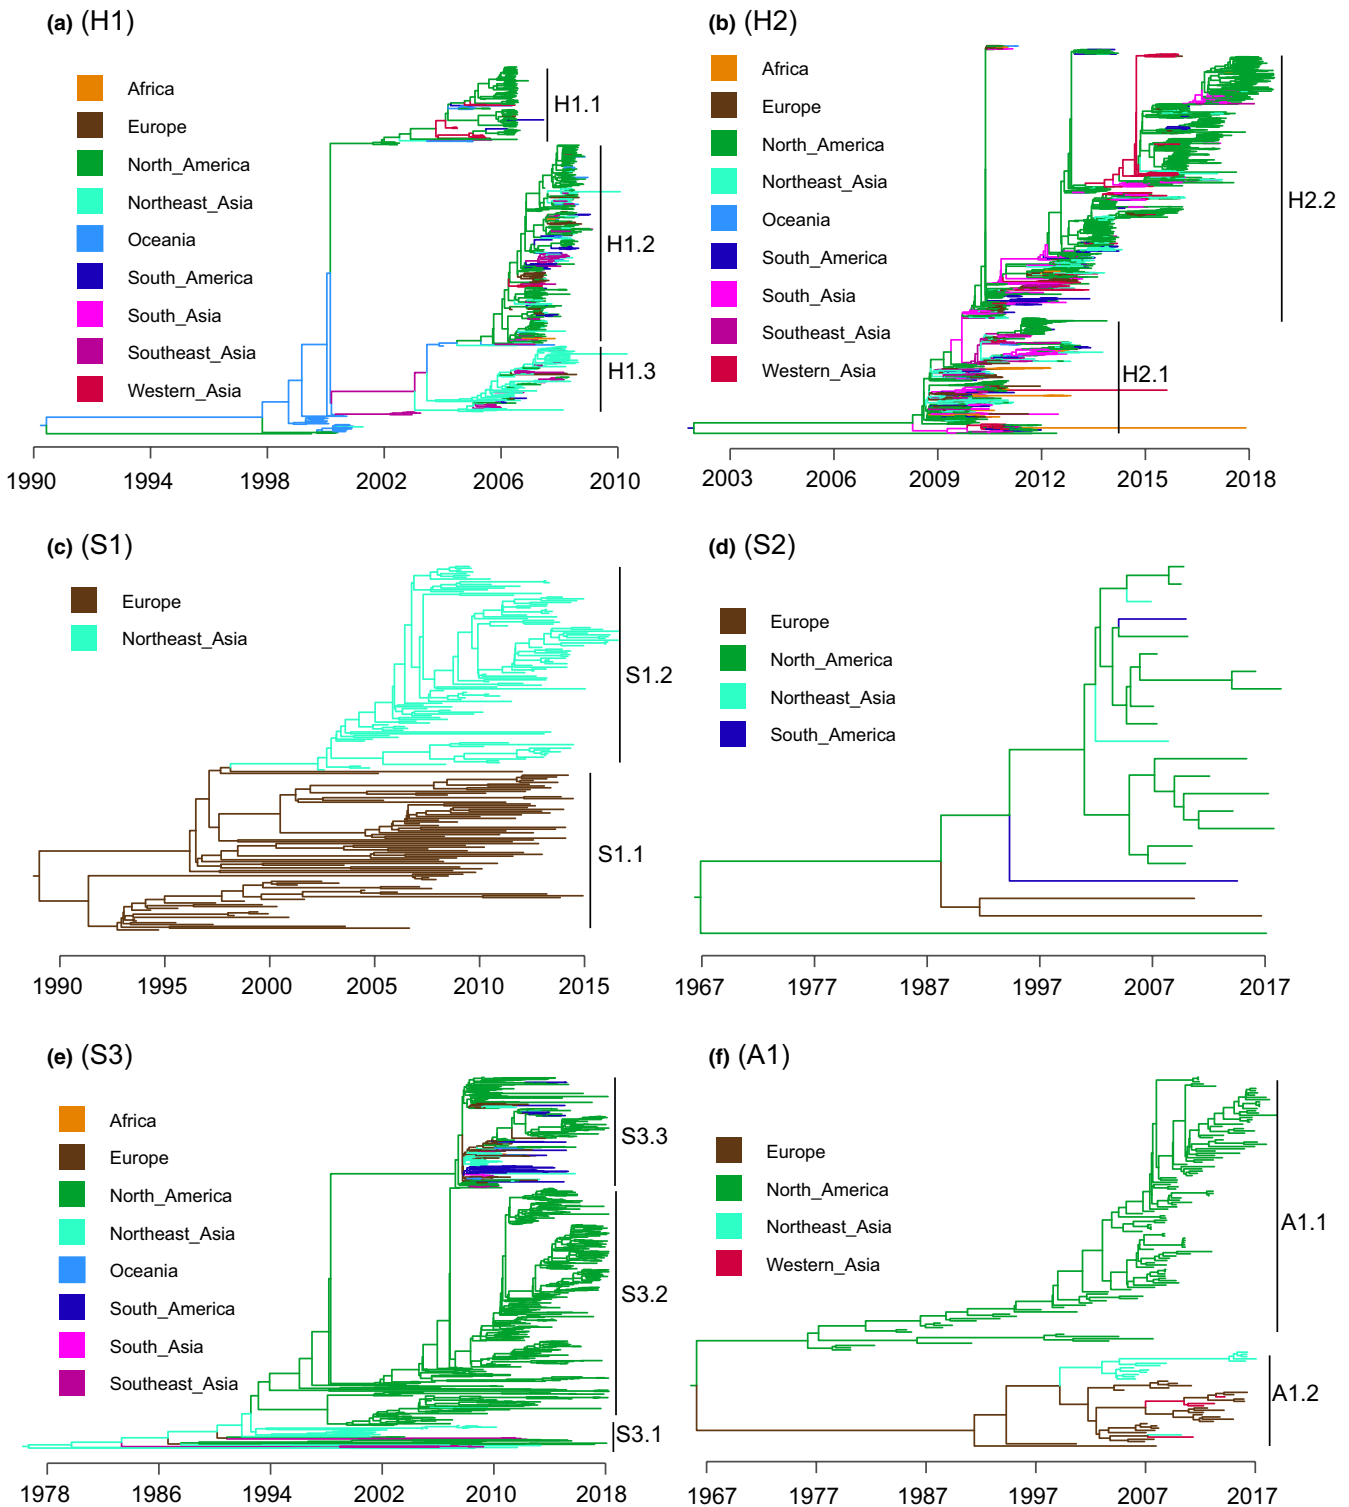 (a) (H1)
Africa
Europe
North_America
Northeast_Asia
Oceania
South_America
South_Asia
Southeast_Asia
Western_Asia
H1.1
H1.2
H1.3
1990 1994 1998 2002 2006 2010
(b) (H2)
Africa
Europe
North_America
Northeast_Asia
Oceania
South_America
South_Asia
Southeast_Asia
Western_Asia
H2.2
H2.1
2003 2006 2009 2012 2015 2018
(c) (S1)
Europe
Northeast_Asia
S1.2
S1.1
1990 1995 2000 2005 2010 2015
(d) (S2)
Europe
North_America
Northeast_Asia
South_America
1967 1977 1987 1997 2007 2017
(e) (S3)
Africa
Europe
North_America
Northeast_Asia
Oceania
South_America
South_Asia
Southeast_Asia
S3.3
S3.2
S3.1
1978 1986 1994 2002 2010 2018
(f) (A1)
Europe
North_America
Northeast_Asia
Western_Asia
A1.1
A1.2
1967 1977 1987 1997 2007 2017